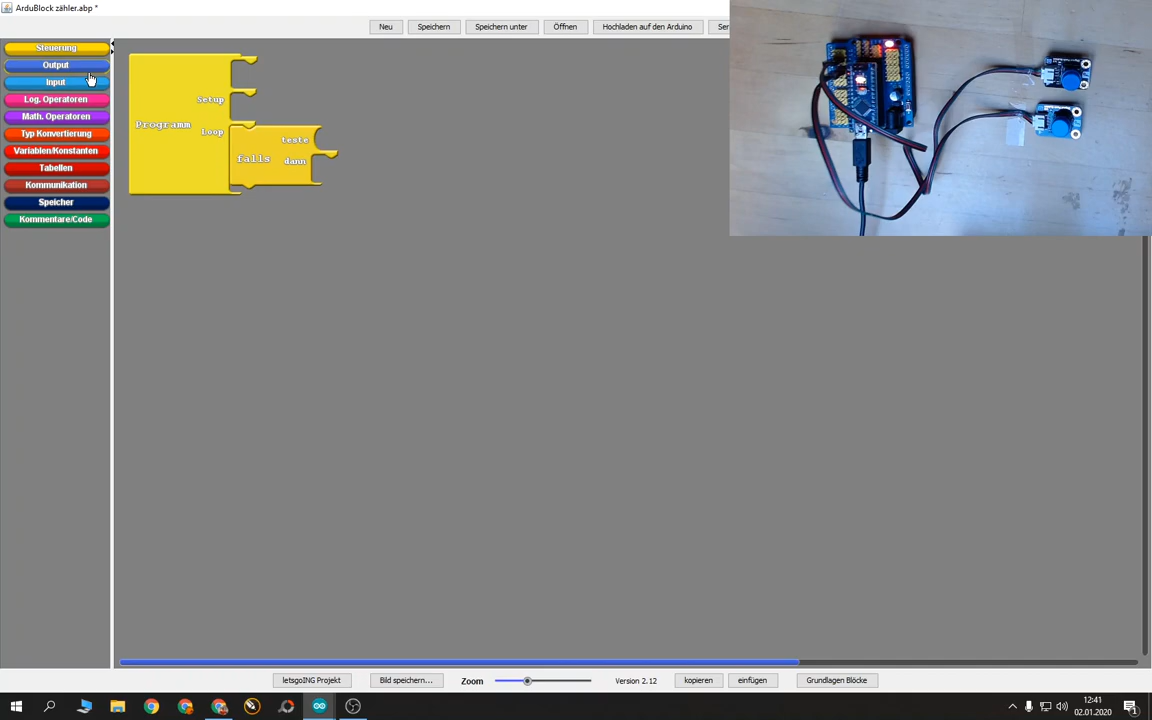 ArduBlock zähler.abp *
Neu
Speichern
Speichern unter
Öffnen
Hochladen auf den Arduino
Ser
Steuerung
Output
Input
Log. Operatoren
Math. Operatoren
Typ Konvertierung
Variablen/Konstanten
Tabellen
Kommunikation
Speicher
Kommentare/Code
Setup
Programm
Loop
teste
falls
dann
letsgoING Projekt
Bild speichern...
Zoom
Version 2.12
kopieren
einfügen
Grundlagen Blöcke
12:41
02.01.2020
1